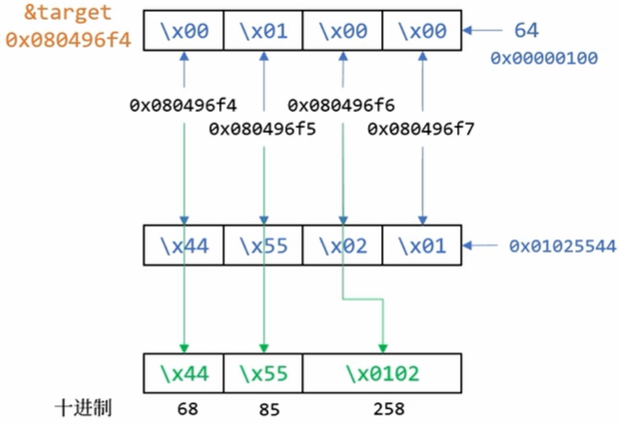 &target
0x080496f4
\x00 \x01 \x00 \x00
64
0x00000100
0x080496f4 0x080496f6
0x080496f5 0x080496f7
\x44 \x55 \x02 \x01
0x01025544
\x44 \x55 \x0102
十进制 68 85 258